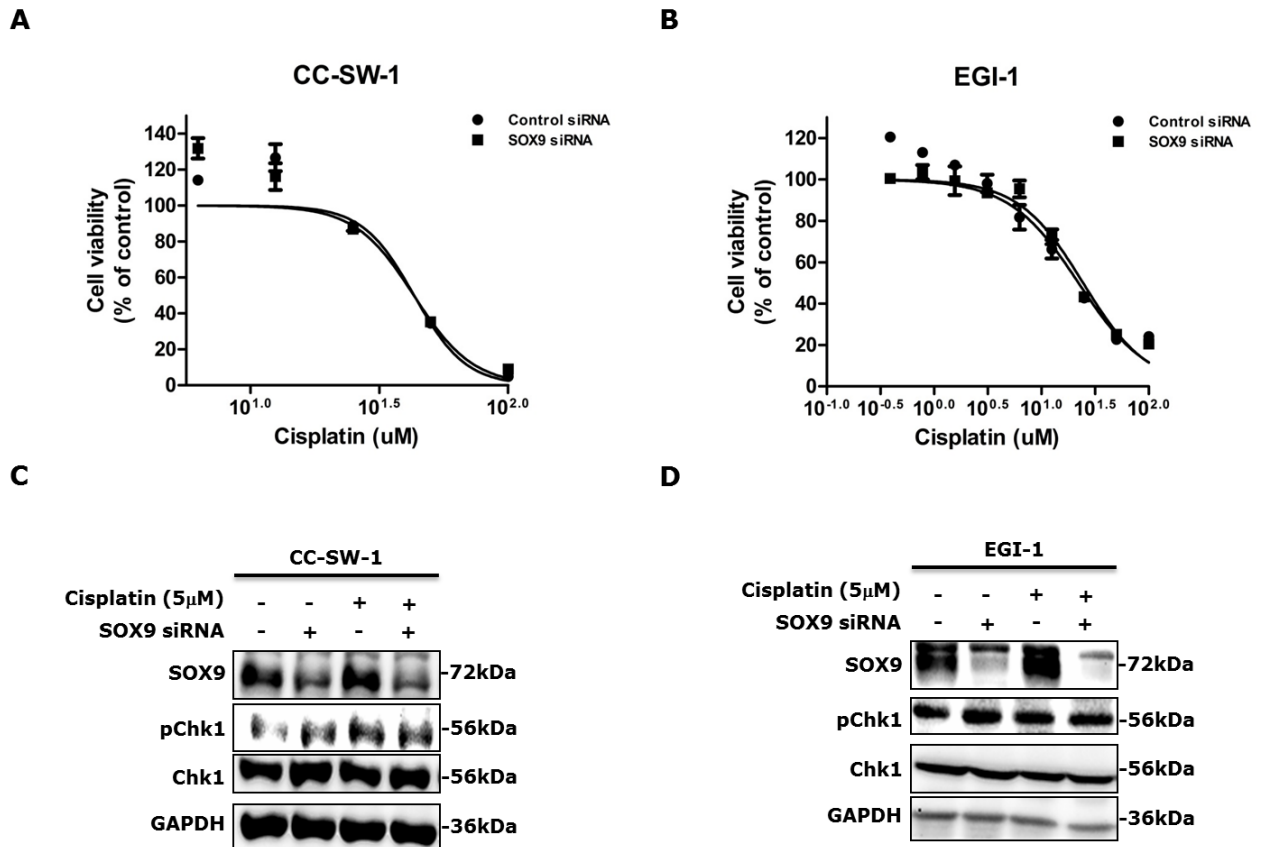 A
CC-SW-1
Control siRNA
SOX9 siRNA
140
120
100
80
60
40
20
0
Cell viability
(% of control)
10^1.0 10^1.5 10^2.0
Cisplatin (uM)
B
EGI-1
Control siRNA
SOX9 siRNA
120
100
80
60
40
20
0
Cell viability
(% of control)
10^-1.0 10^-0.5 10^0.0 10^0.5 10^1.0 10^1.5 10^2.0
Cisplatin (uM)
C
CC-SW-1
Cisplatin (5μM) - - + +
SOX9 siRNA - + - +
SOX9 -72kDa
pChk1 -56kDa
Chk1 -56kDa
GAPDH -36kDa
D
EGI-1
Cisplatin (5μM) - - + +
SOX9 siRNA - + - +
SOX9 -72kDa
pChk1 -56kDa
Chk1 -56kDa
GAPDH -36kDa